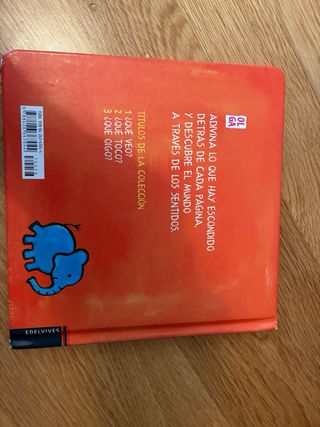 OL
GA
ADIVINA LO QUE HAY ESCONDIDO
DETRÁS DE CADA PÁGINA,
Y DESCUBRE EL MUNDO
A TRAVÉS DE LOS SENTIDOS.
TÍTULOS DE LA COLECCIÓN
1 ¿QUÉ VEO?
2 ¿QUÉ TOCO?
3 ¿QUÉ OIGO?
EDELVIVES